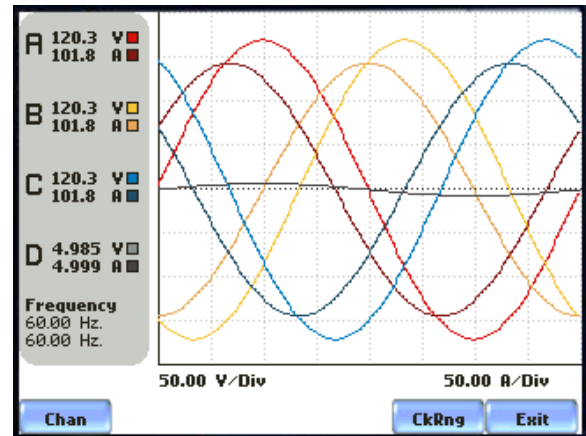 A 120.3 V
101.8 A
B 120.3 V
101.8 A
C 120.3 V
101.8 A
D 4.985 V
4.999 A
Frequency
60.00 Hz.
60.00 Hz.
50.00 V/Div 50.00 A/Div
Chan CkRng Exit